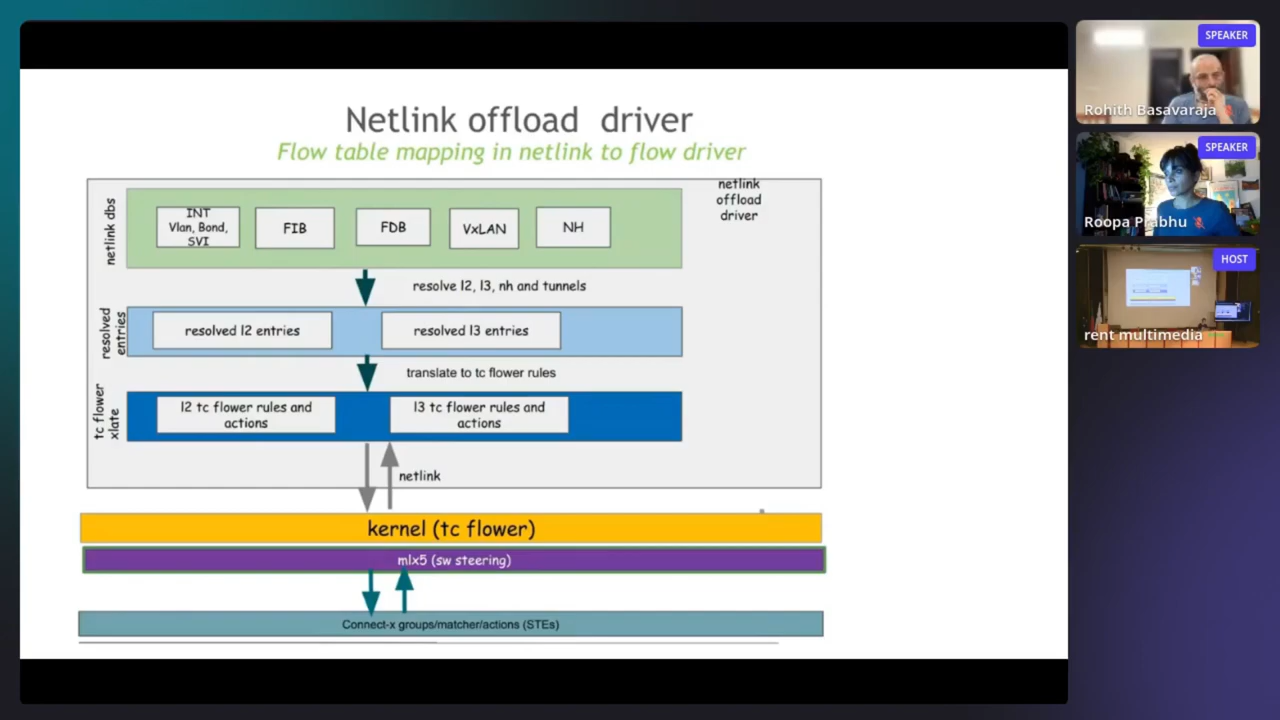 Netlink offload driver
Flow table mapping in netlink to flow driver
netlink
offload
driver
netlink dbs
INT
Vlan, Bond,
SVI
FIB
FDB
VxLAN
NH
resolve l2, l3, nh and tunnels
resolved
entries
resolved l2 entries
resolved l3 entries
translate to tc flower rules
tc flower
xlate
l2 tc flower rules and
actions
l3 tc flower rules and
actions
netlink
kernel (tc flower)
mlx5 (sw steering)
Connect-x groups/matcher/actions (STEs)
SPEAKER
Rohith Basavaraja
SPEAKER
Roopa Prabhu
HOST
rent multimedia